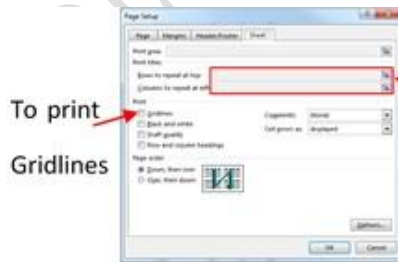 Page Setup
Page Margins Header/Footer Sheet
Print area:
Print titles
Rows to repeat at top:
Columns to repeat at left:
Print
Gridlines
Black and white
Draft quality
Row and column headings
Comments: (None)
Cell errors as: displayed
Page order
Down, then over
Over, then down
Options...
OK Cancel
To print
Gridlines